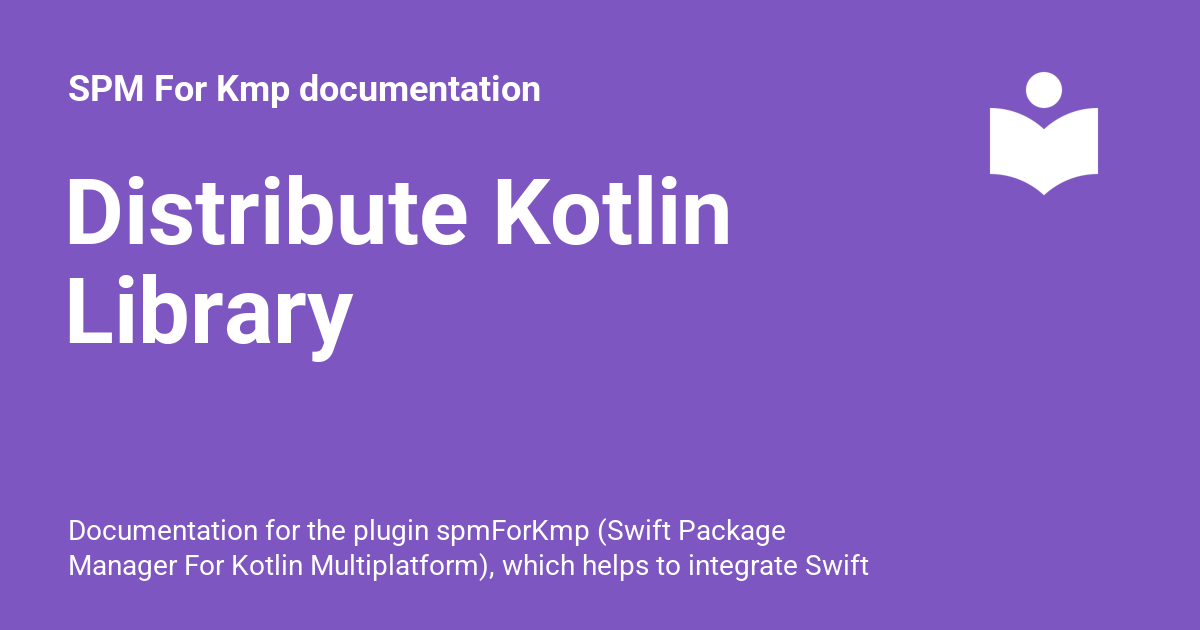 SPM For Kmp documentation
Distribute Kotlin
Library
Documentation for the plugin spmForKmp (Swift Package
Manager For Kotlin Multiplatform), which helps to integrate Swift